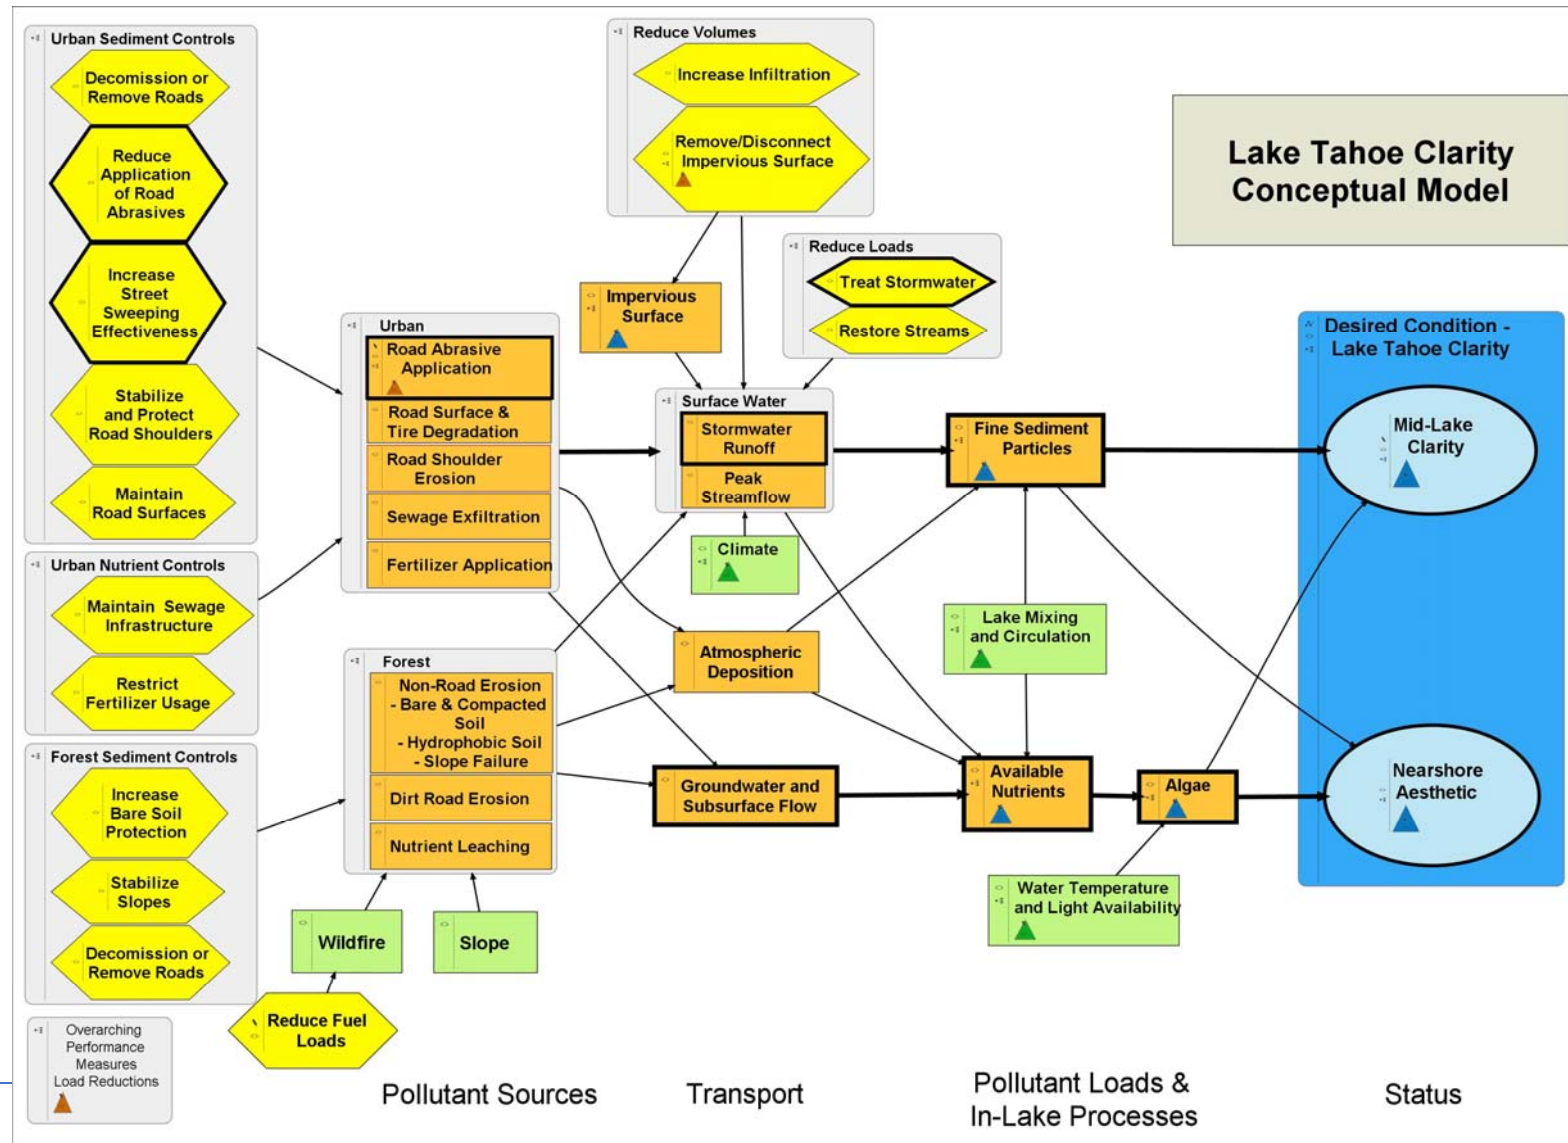 Urban Sediment Controls
Decomission or
Remove Roads
Reduce
Application
of Road
Abrasives
Increase
Street
Sweeping
Effectiveness
Stabilize
and Protect
Road Shoulders
Maintain
Road Surfaces
Urban Nutrient Controls
Maintain Sewage
Infrastructure
Restrict
Fertilizer Usage
Forest Sediment Controls
Increase
Bare Soil
Protection
Stabilize
Slopes
Decomission or
Remove Roads
Overarching
Performance
Measures
Load Reductions
Urban
Road Abrasive
Application
Road Surface &
Tire Degradation
Road Shoulder
Erosion
Sewage Exfiltration
Fertilizer Application
Forest
Non-Road Erosion
- Bare & Compacted
Soil
- Hydrophobic Soil
- Slope Failure
Dirt Road Erosion
Nutrient Leaching
Wildfire
Slope
Reduce Fuel
Loads
Reduce Volumes
Increase Infiltration
Remove/Disconnect
Impervious Surface
Impervious
Surface
Reduce Loads
Treat Stormwater
Restore Streams
Surface Water
Stormwater
Runoff
Peak
Streamflow
Climate
Atmospheric
Deposition
Groundwater and
Subsurface Flow
Fine Sediment
Particles
Lake Mixing
and Circulation
Available
Nutrients
Algae
Water Temperature
and Light Availability
Lake Tahoe Clarity
Conceptual Model
Desired Condition -
Lake Tahoe Clarity
Mid-Lake
Clarity
Nearshore
Aesthetic
Pollutant Sources
Transport
Pollutant Loads &
In-Lake Processes
Status